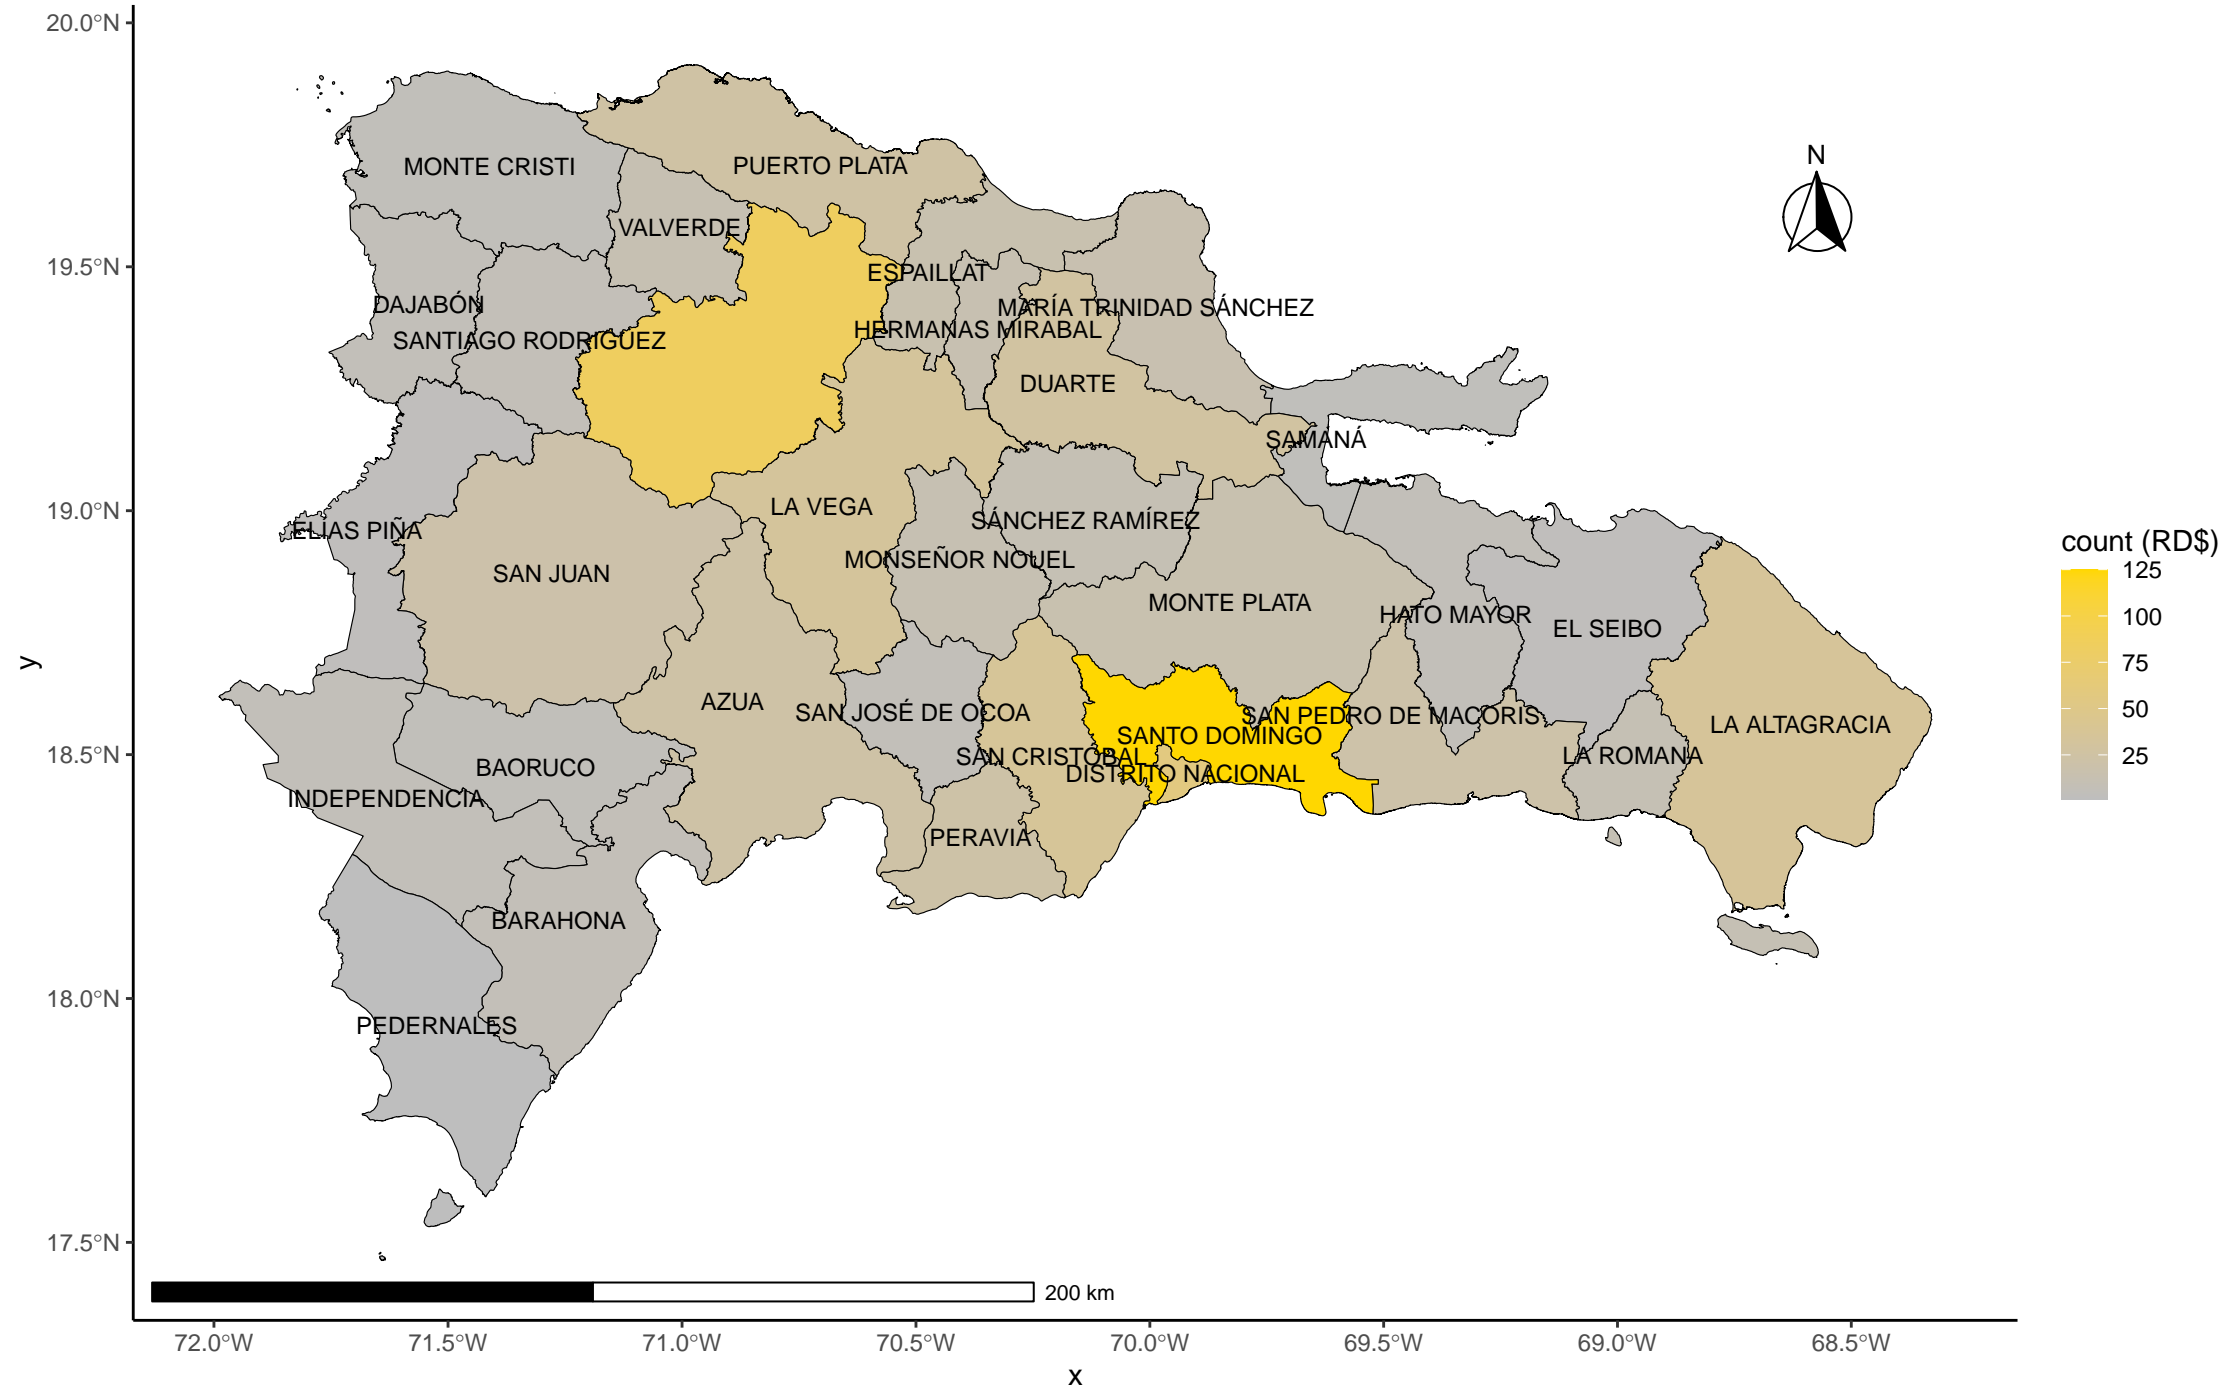 20.0°N
19.5°N
19.0°N
18.5°N
18.0°N
17.5°N
y
N
MONTE CRISTI
PUERTO PLATA
VALVERDE
ESPAILLAT
DAJABÓN
MARÍA TRINIDAD SÁNCHEZ
HERMANAS MIRABAL
SANTIAGO RODRÍGUEZ
DUARTE
SAMANÁ
LA VEGA
SÁNCHEZ RAMÍREZ
ELÍAS PIÑA
MONSEÑOR NOUEL
SAN JUAN
MONTE PLATA
HATO MAYOR
EL SEIBO
AZUA
SAN JOSÉ DE OCOA
SAN PEDRO DE MACORÍS
LA ALTAGRACIA
SANTO DOMINGO
SAN CRISTÓBAL
LA ROMANA
BAORUCO
DISTRITO NACIONAL
INDEPENDENCIA
PERAVIA
BARAHONA
PEDERNALES
count (RD$)
125
100
75
50
25
200 km
72.0°W 71.5°W 71.0°W 70.5°W 70.0°W 69.5°W 69.0°W 68.5°W
x